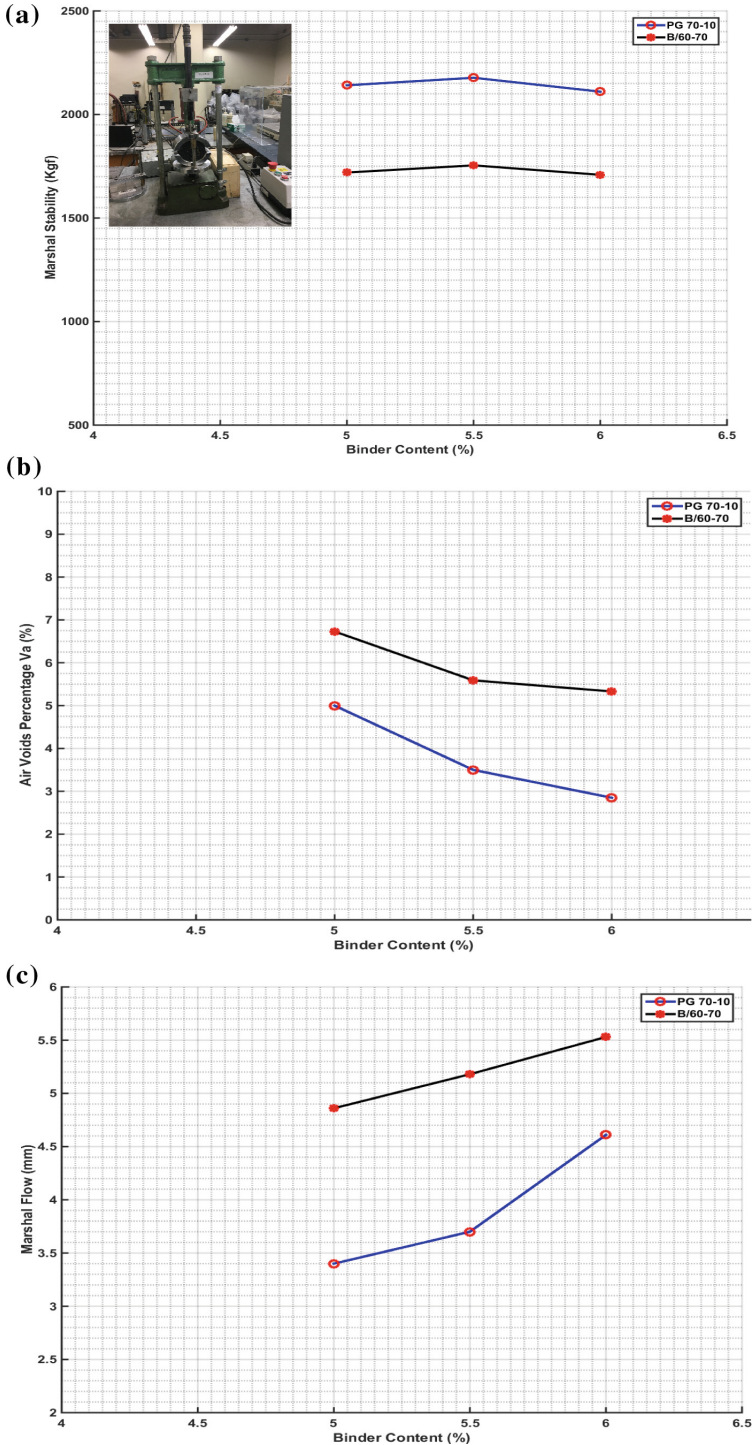 (a)
2500
2000
1500
1000
500
Marshal Stability (Kgf)
PG 70-10
B/60-70
4
4.5
5
5.5
6
6.5
Binder Content (%)
(b)
10
9
8
7
6
5
4
3
2
1
0
Air Voids Percentage Va (%)
PG 70-10
B/60-70
4
4.5
5
5.5
6
Binder Content (%)
(c)
6
5.5
5
4.5
4
3.5
3
2.5
2
Marshal Flow (mm)
PG 70-10
B/60-70
4
4.5
5
5.5
6
6.5
Binder Content (%)